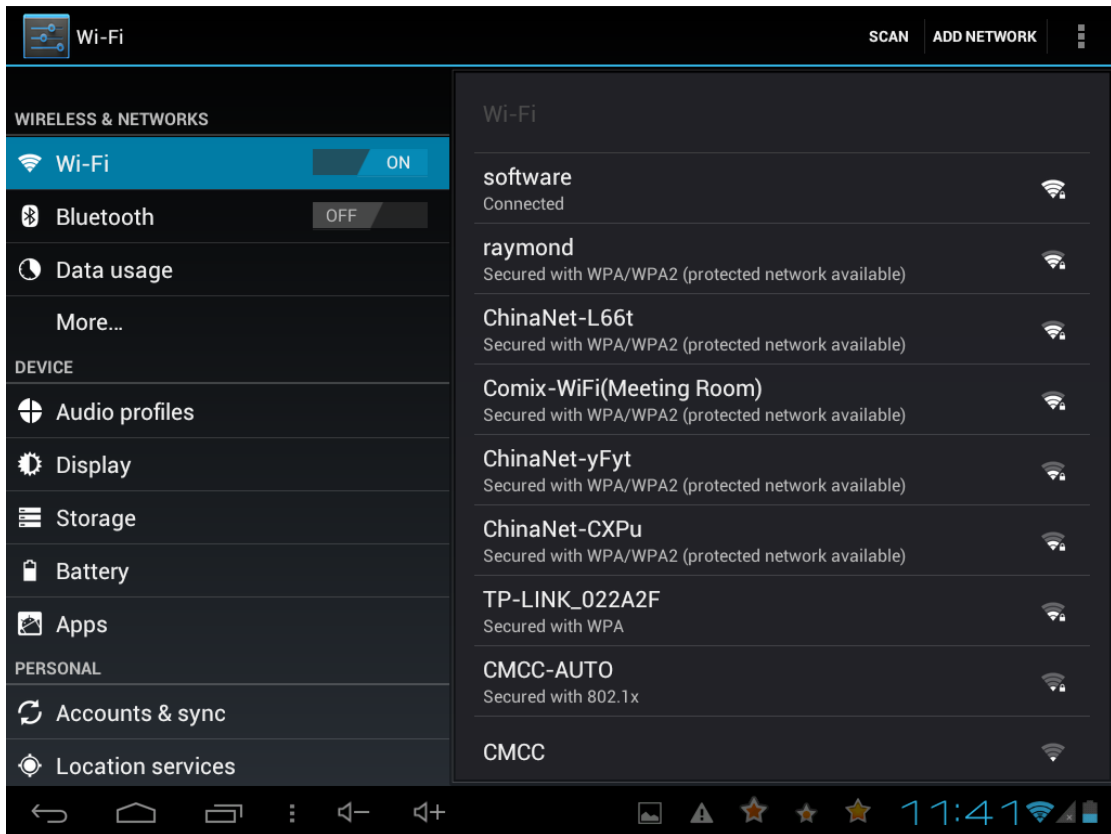 Wi-Fi
SCAN
ADD NETWORK
WIRELESS & NETWORKS
Wi-Fi
ON
Bluetooth
OFF
Data usage
More...
DEVICE
Audio profiles
Display
Storage
Battery
Apps
PERSONAL
Accounts & sync
Location services
Wi-Fi
software
Connected
raymond
Secured with WPA/WPA2 (protected network available)
ChinaNet-L66t
Secured with WPA/WPA2 (protected network available)
Comix-WiFi(Meeting Room)
Secured with WPA/WPA2 (protected network available)
ChinaNet-yFyt
Secured with WPA/WPA2 (protected network available)
ChinaNet-CXPu
Secured with WPA/WPA2 (protected network available)
TP-LINK_022A2F
Secured with WPA
CMCC-AUTO
Secured with 802.1x
CMCC
11:41